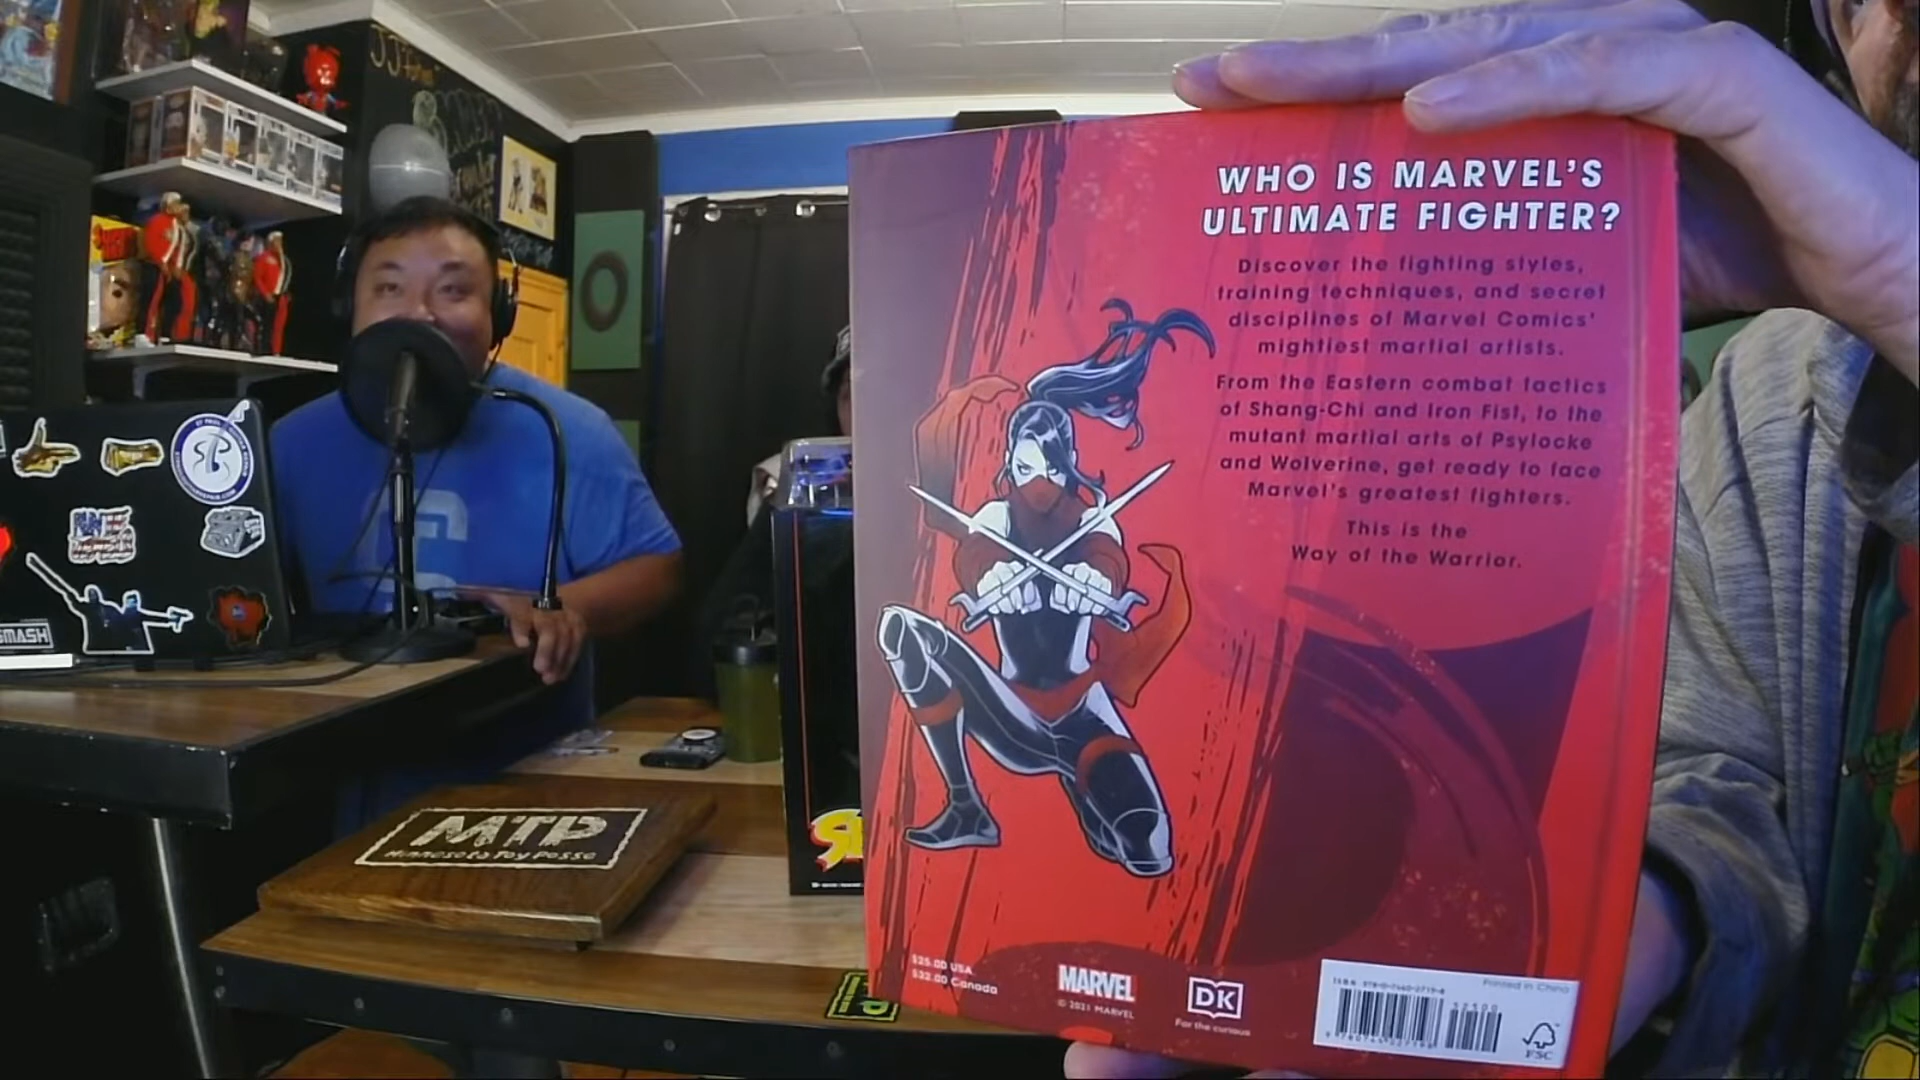 WHO IS MARVEL'S
ULTIMATE FIGHTER?
Discover the fighting styles,
training techniques, and secret
disciplines of Marvel Comics'
mightiest martial artists.
From the Eastern combat tactics
of Shang-Chi and Iron Fist, to the
mutant martial arts of Psylocke
and Wolverine, get ready to face
Marvel's greatest fighters.
This is the
Way of the Warrior.
$25.00 USA
$32.00 Canada
MARVEL
© 2021 MARVEL
DK
For the curious
Printed in China
52500
FSC
MTP
Minnesota Toy Posse
SMASH